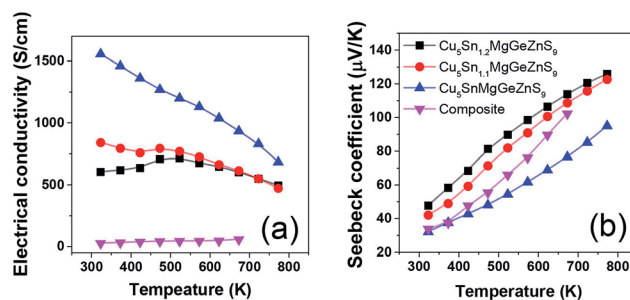 Electrical conductivity (S/cm)
1500
1000
500
0
(a)
300 400 500 600 700 800
Tempeature (K)
Seebeck coefficient (μV/K)
140
120
100
80
60
40
20
Cu₅Sn₁.₂MgGeZnS₉
Cu₅Sn₁.₁MgGeZnS₉
Cu₅SnMgGeZnS₉
Composite
(b)
300 400 500 600 700 800
Temperature (K)